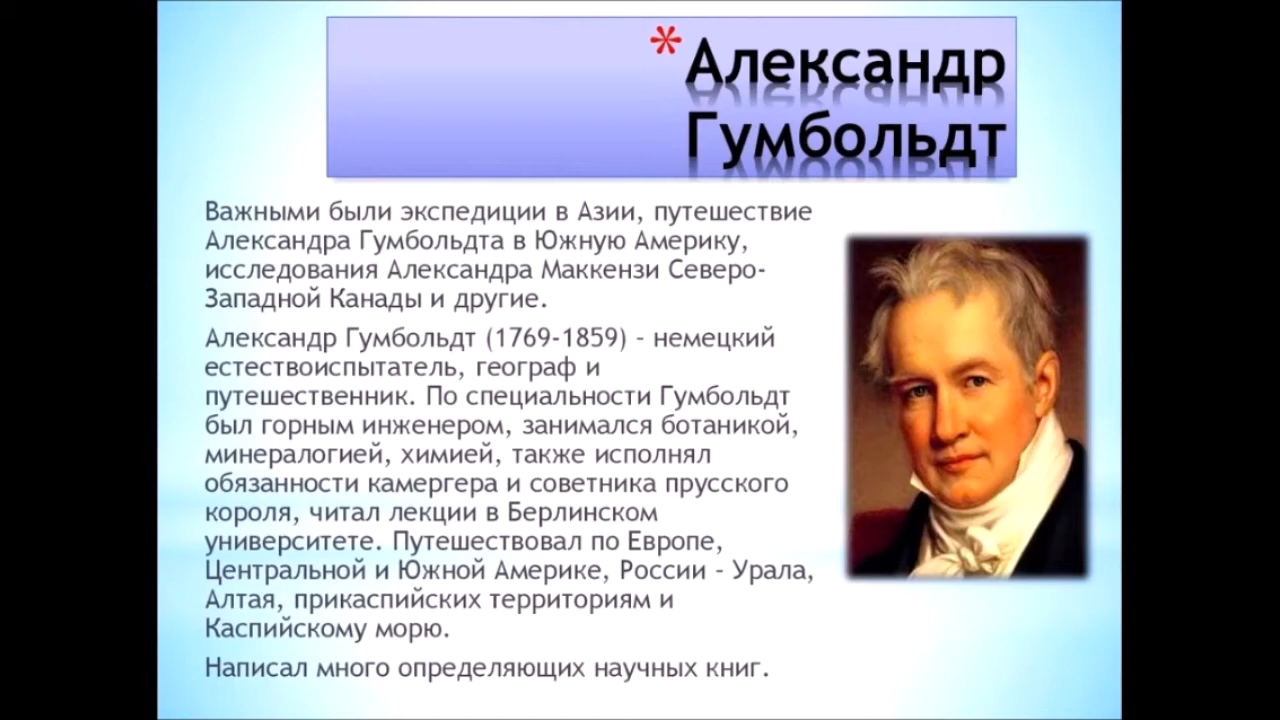 * Александр
Гумбольдт
Важными были экспедиции в Азии, путешествие
Александра Гумбольдта в Южную Америку,
исследования Александра Маккензи Северо-
Западной Канады и другие.
Александр Гумбольдт (1769-1859) – немецкий
естествоиспытатель, географ и
путешественник. По специальности Гумбольдт
был горным инженером, занимался ботаникой,
минералогией, химией, также исполнял
обязанности камергера и советника прусского
короля, читал лекции в Берлинском
университете. Путешествовал по Европе,
Центральной и Южной Америке, России – Урала,
Алтая, прикаспийских территориям и
Каспийскому морю.
Написал много определяющих научных книг.